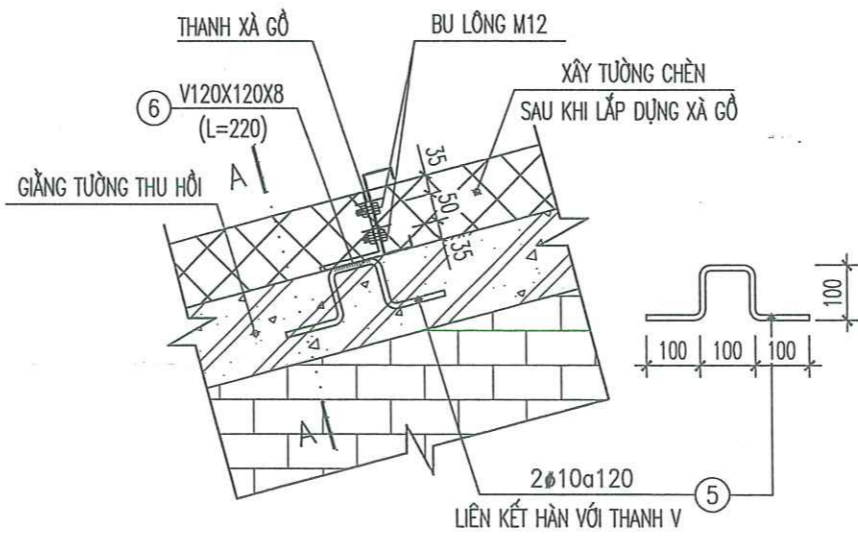 THANH XÀ GỒ
BU LÔNG M12
XÂY TƯỜNG CHÈN
SAU KHI LẮP DỰNG XÀ GỒ
6
V120X120X8
(L=220)
A
GIẰNG TƯỜNG THU HỒI
35
50
35
100
100
100
100
A
2ø10a120
5
LIÊN KẾT HÀN VỚI THANH V